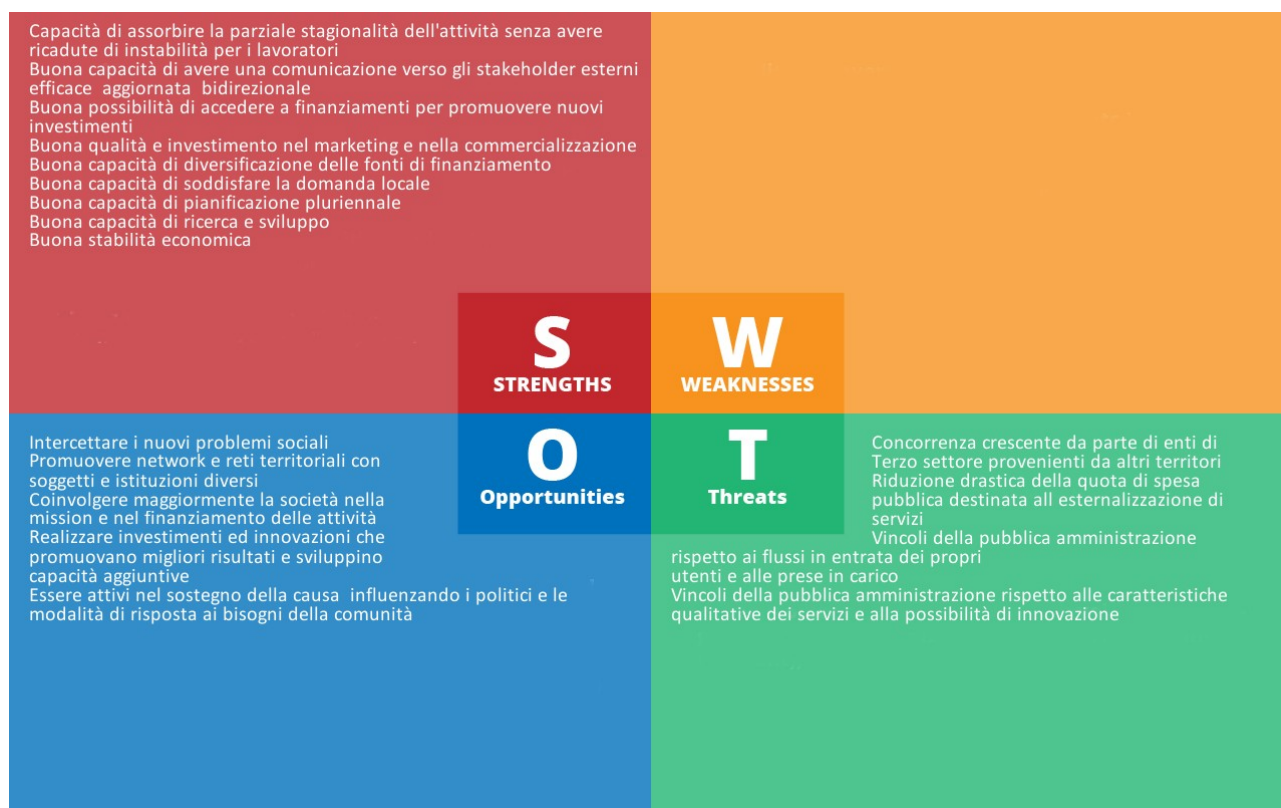 Capacità di assorbire la parziale stagionalità dell'attività senza avere
ricadute di instabilità per i lavoratori
Buona capacità di avere una comunicazione verso gli stakeholder esterni
efficace aggiornata bidirezionale
Buona possibilità di accedere a finanziamenti per promuovere nuovi
investimenti
Buona qualità e investimento nel marketing e nella commercializzazione
Buona capacità di diversificazione delle fonti di finanziamento
Buona capacità di soddisfare la domanda locale
Buona capacità di pianificazione pluriennale
Buona capacità di ricerca e sviluppo
Buona stabilità economica
S
STRENGTHS
W
WEAKNESSES
Intercettare i nuovi problemi sociali
Promuovere network e reti territoriali con
soggetti e istituzioni diversi
Coinvolgere maggiormente la società nella
mission e nel finanziamento delle attività
Realizzare investimenti ed innovazioni che
promuovano migliori risultati e sviluppino
capacità aggiuntive
Essere attivi nel sostegno della causa influenzando i politici e le
modalità di risposta ai bisogni della comunità
O
Opportunities
T
Threats
Concorrenza crescente da parte di enti di
Terzo settore provenienti da altri territori
Riduzione drastica della quota di spesa
pubblica destinata all esternalizzazione di
servizi
Vincoli della pubblica amministrazione
rispetto ai flussi in entrata dei propri
utenti e alle prese in carico
Vincoli della pubblica amministrazione rispetto alle caratteristiche
qualitative dei servizi e alla possibilità di innovazione